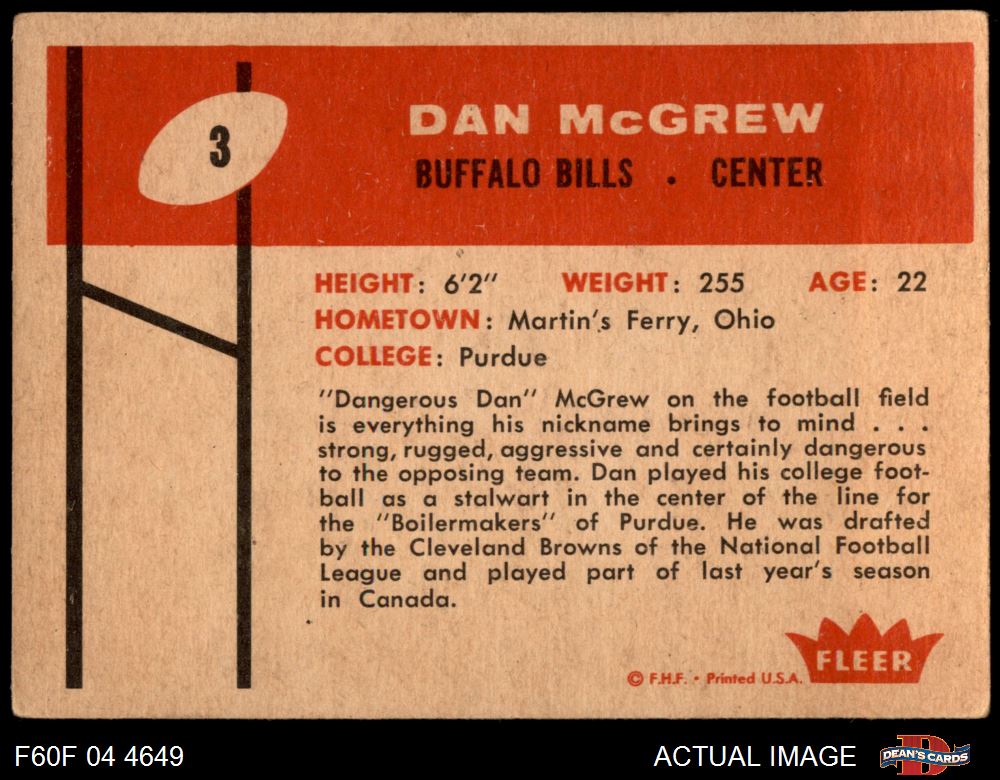 3
DAN McGREW
BUFFALO BILLS . CENTER
HEIGHT: 6'2" WEIGHT: 255 AGE: 22
HOMETOWN: Martin's Ferry, Ohio
COLLEGE: Purdue
"Dangerous Dan" McGrew on the football field
is everything his nickname brings to mind . . .
strong, rugged, aggressive and certainly dangerous
to the opposing team. Dan played his college foot-
ball as a stalwart in the center of the line for
the "Boilermakers" of Purdue. He was drafted
by the Cleveland Browns of the National Football
League and played part of last year's season
in Canada.
FLEER
© F.H.F. • Printed U.S.A.
F60F 04 4649 ACTUAL IMAGE DEAN'S CARDS